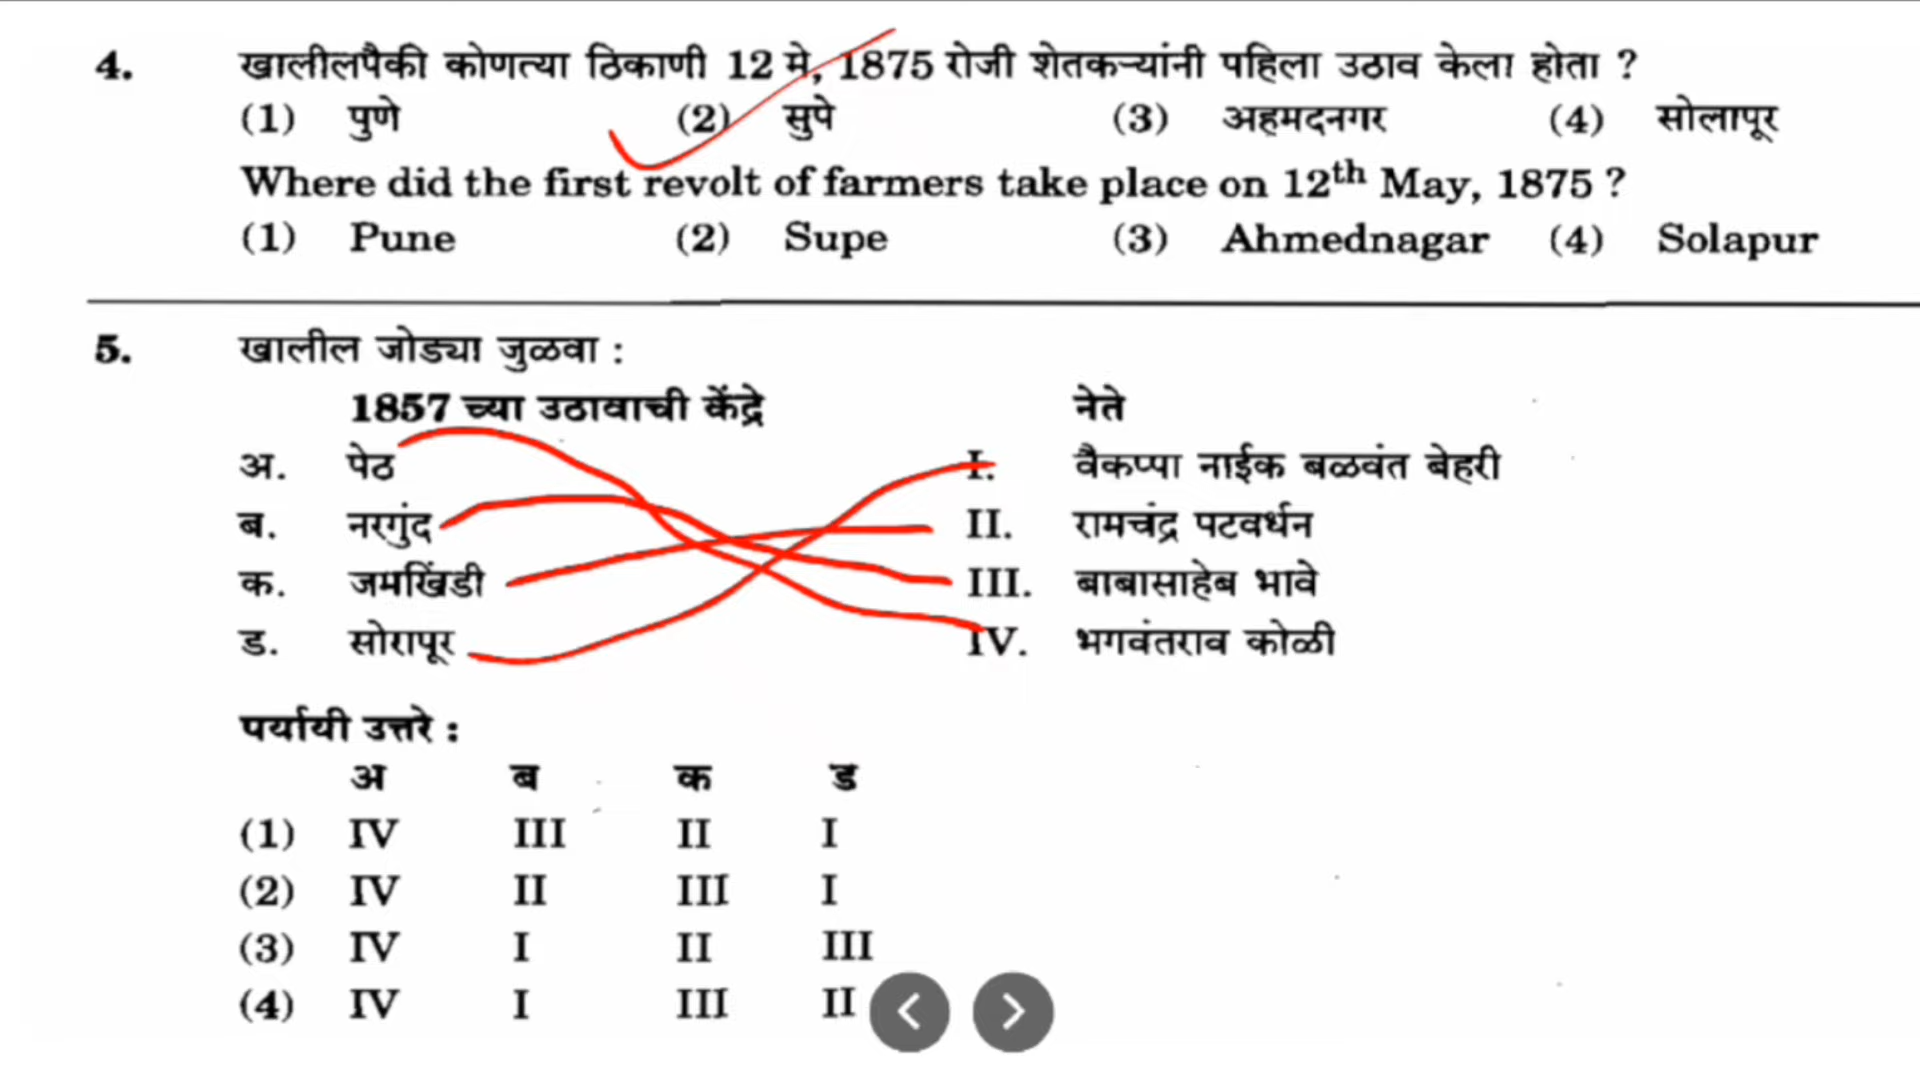 4. खालीलपैकी कोणत्या ठिकाणी 12 मे, 1875 रोजी शेतकऱ्यांनी पहिला उठाव केला होता ?
(1) पुणे (2) सुपे (3) अहमदनगर (4) सोलापूर
Where did the first revolt of farmers take place on 12th May, 1875 ?
(1) Pune (2) Supe (3) Ahmednagar (4) Solapur
5. खालील जोड्या जुळवा :
1857 च्या उठावाची केंद्रे नेते
अ. पेठ I. वैकप्पा नाईक बळवंत बेहरी
ब. नरगुंद II. रामचंद्र पटवर्धन
क. जमखिंडी III. बाबासाहेब भावे
ड. सोरापूर IV. भगवंतराव कोळी
पर्यायी उत्तरे :
अ ब क ड
(1) IV III II I
(2) IV II III I
(3) IV I II III
(4) IV I III II